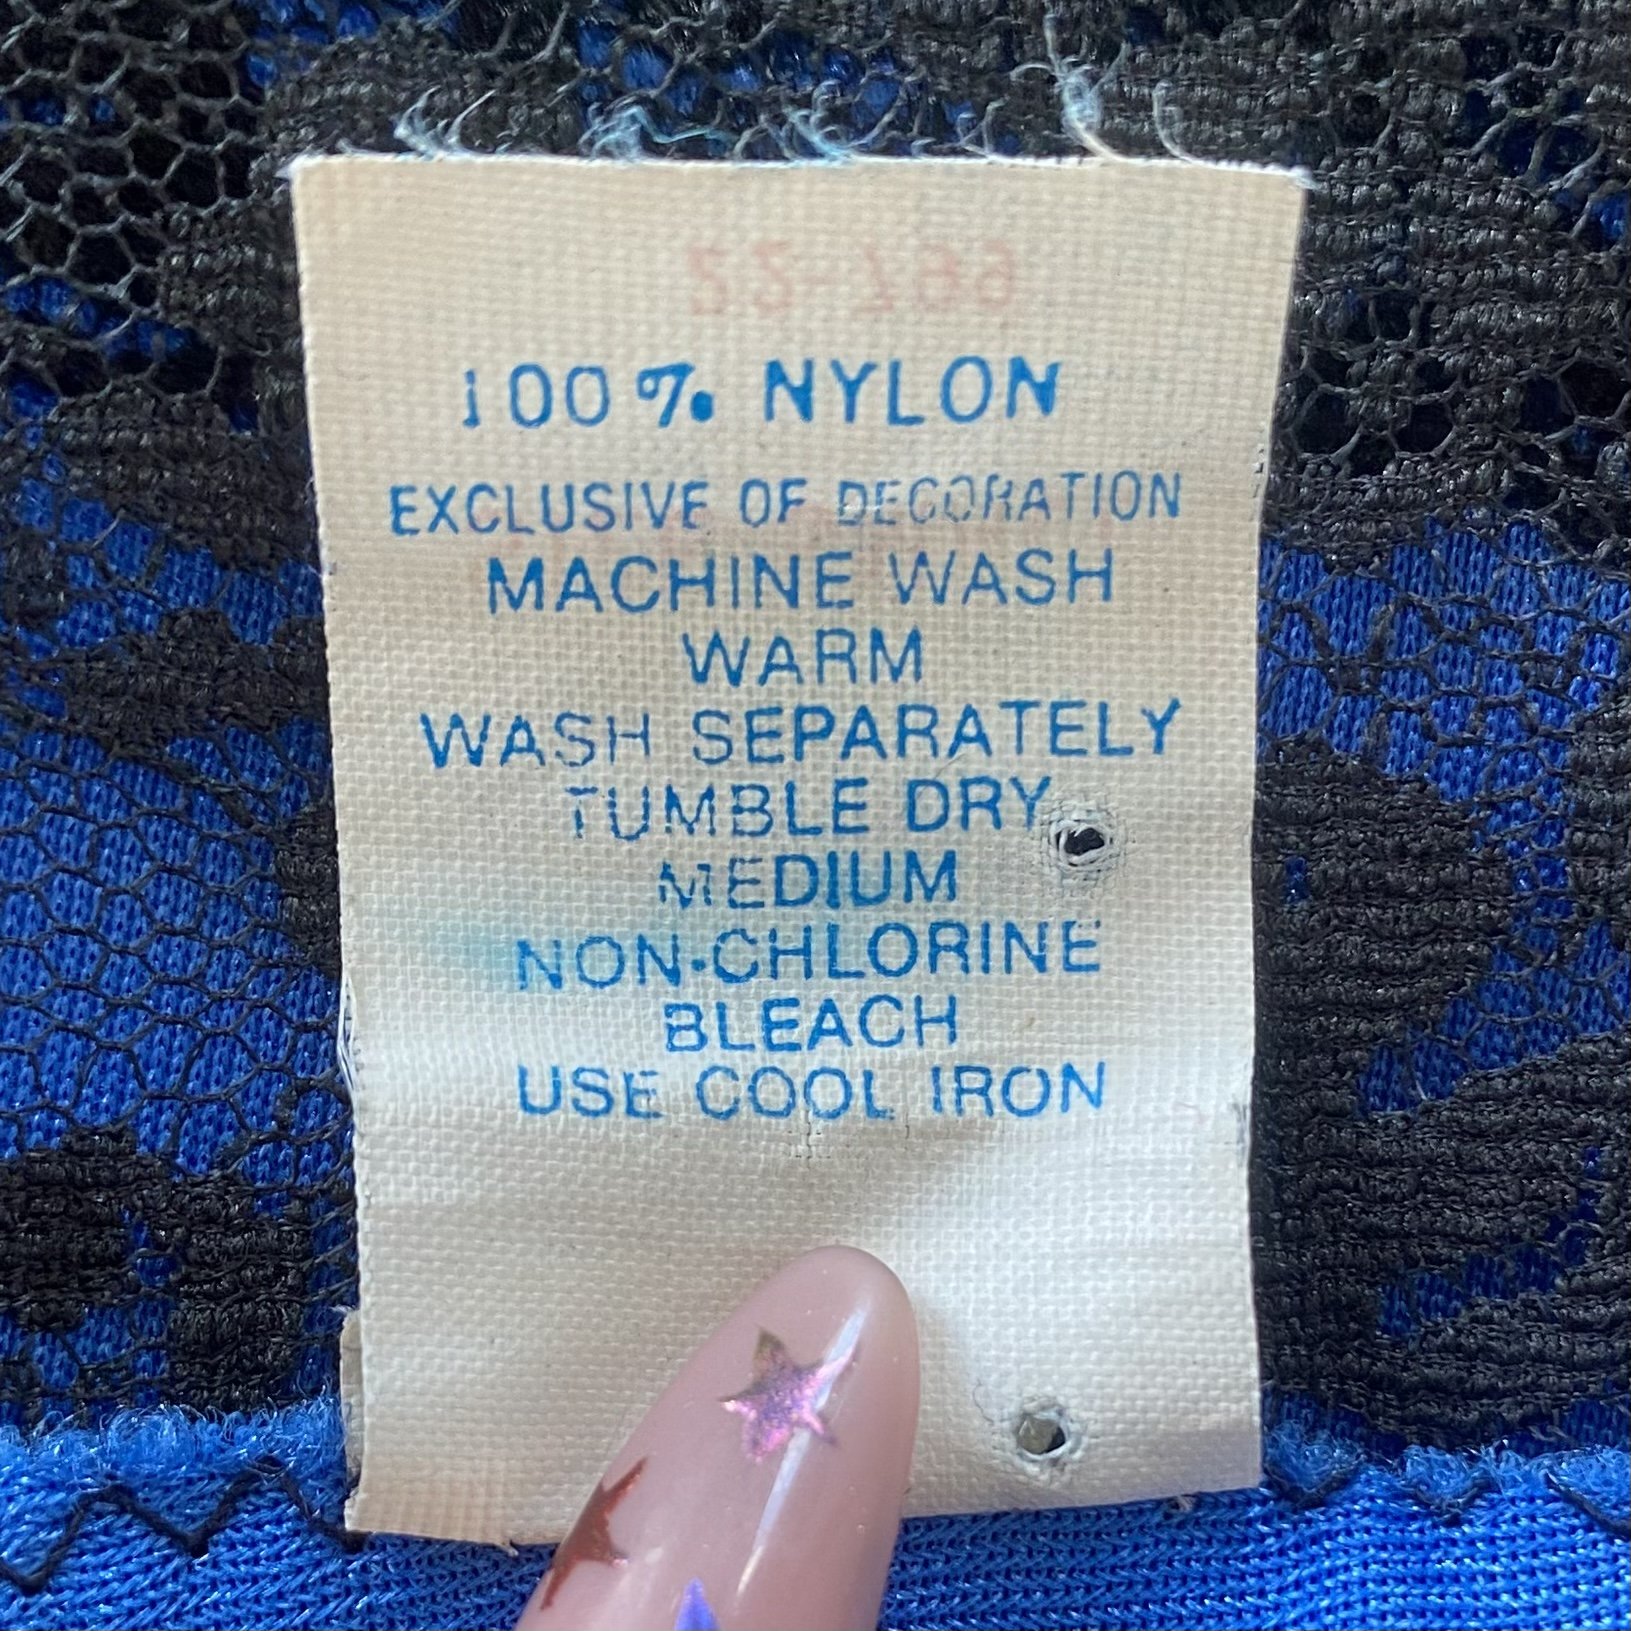 100% NYLON
EXCLUSIVE OF DECORATION
MACHINE WASH
WARM
WASH SEPARATELY
TUMBLE DRY
MEDIUM
NON-CHLORINE
BLEACH
USE COOL IRON